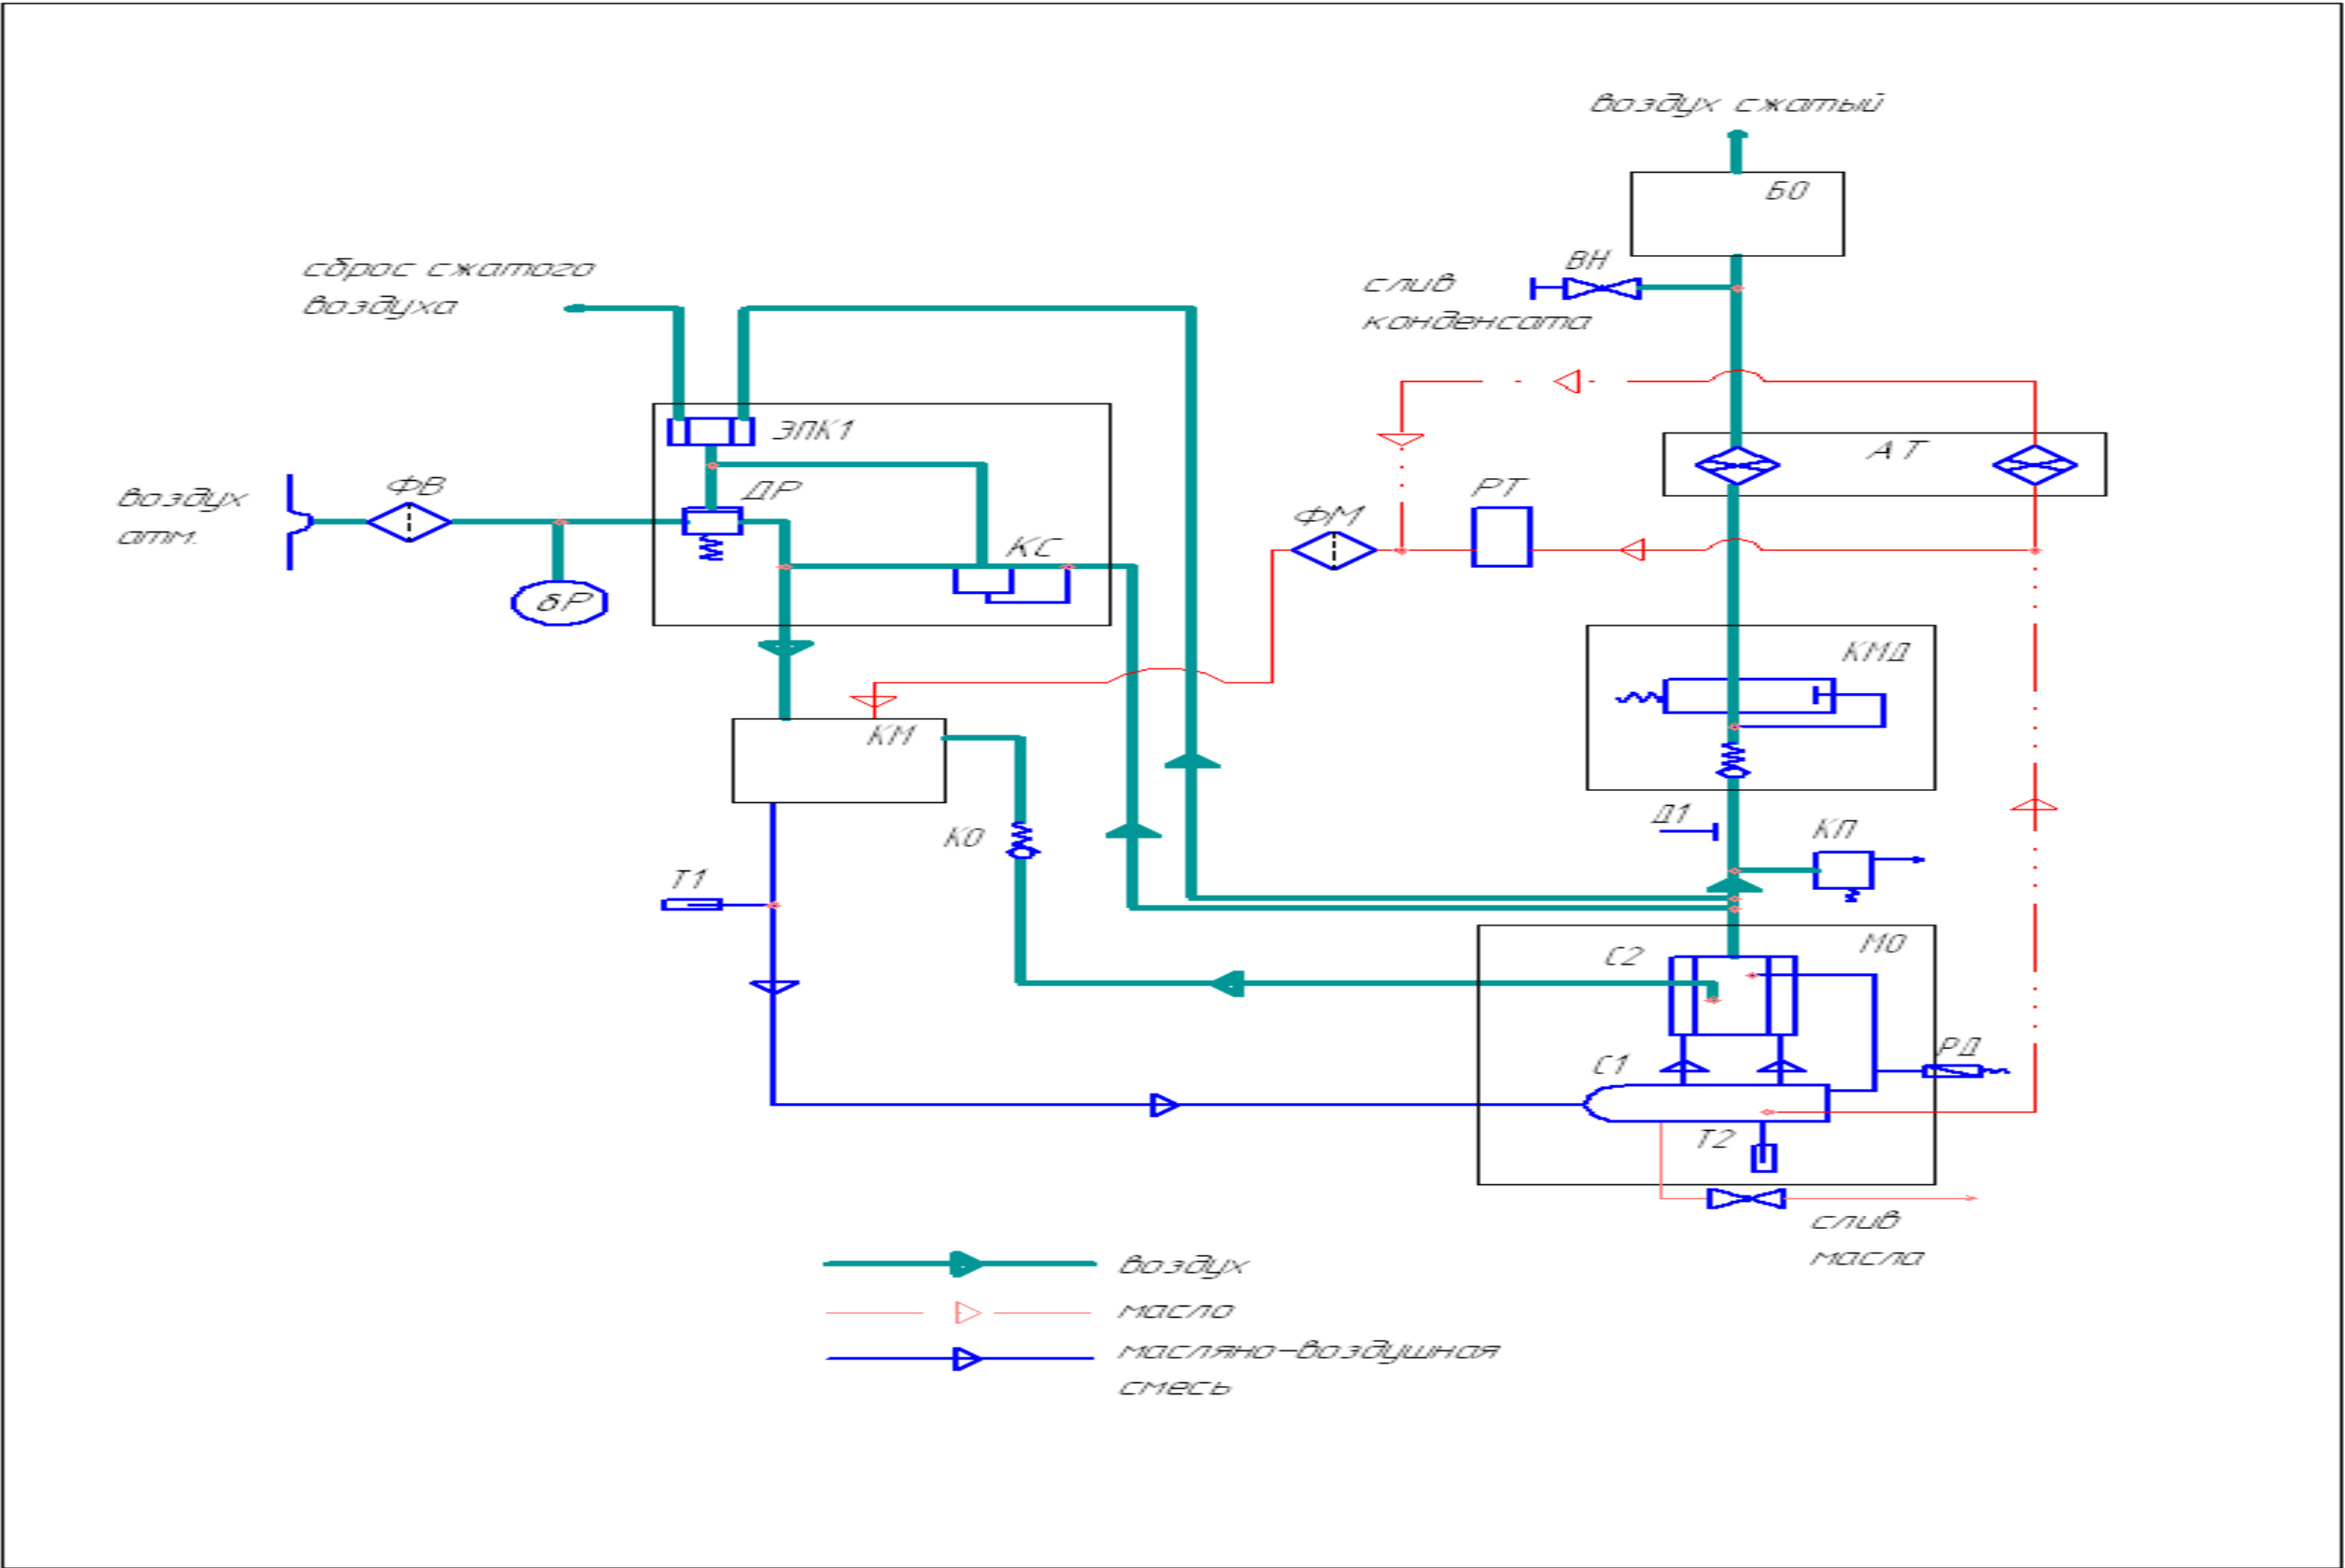 воздух сжатый
БО
ВН
слив
конденсата
сброс сжатого
воздуха
ЭПК1
АТ
ДР
ФВ
воздух
атм.
РТ
ФМ
КС
δР
КМД
КМ
Д1
КП
КО
Т1
МО
С2
РД
С1
Т2
слив
масла
воздух
масло
масляно-воздушная
смесь